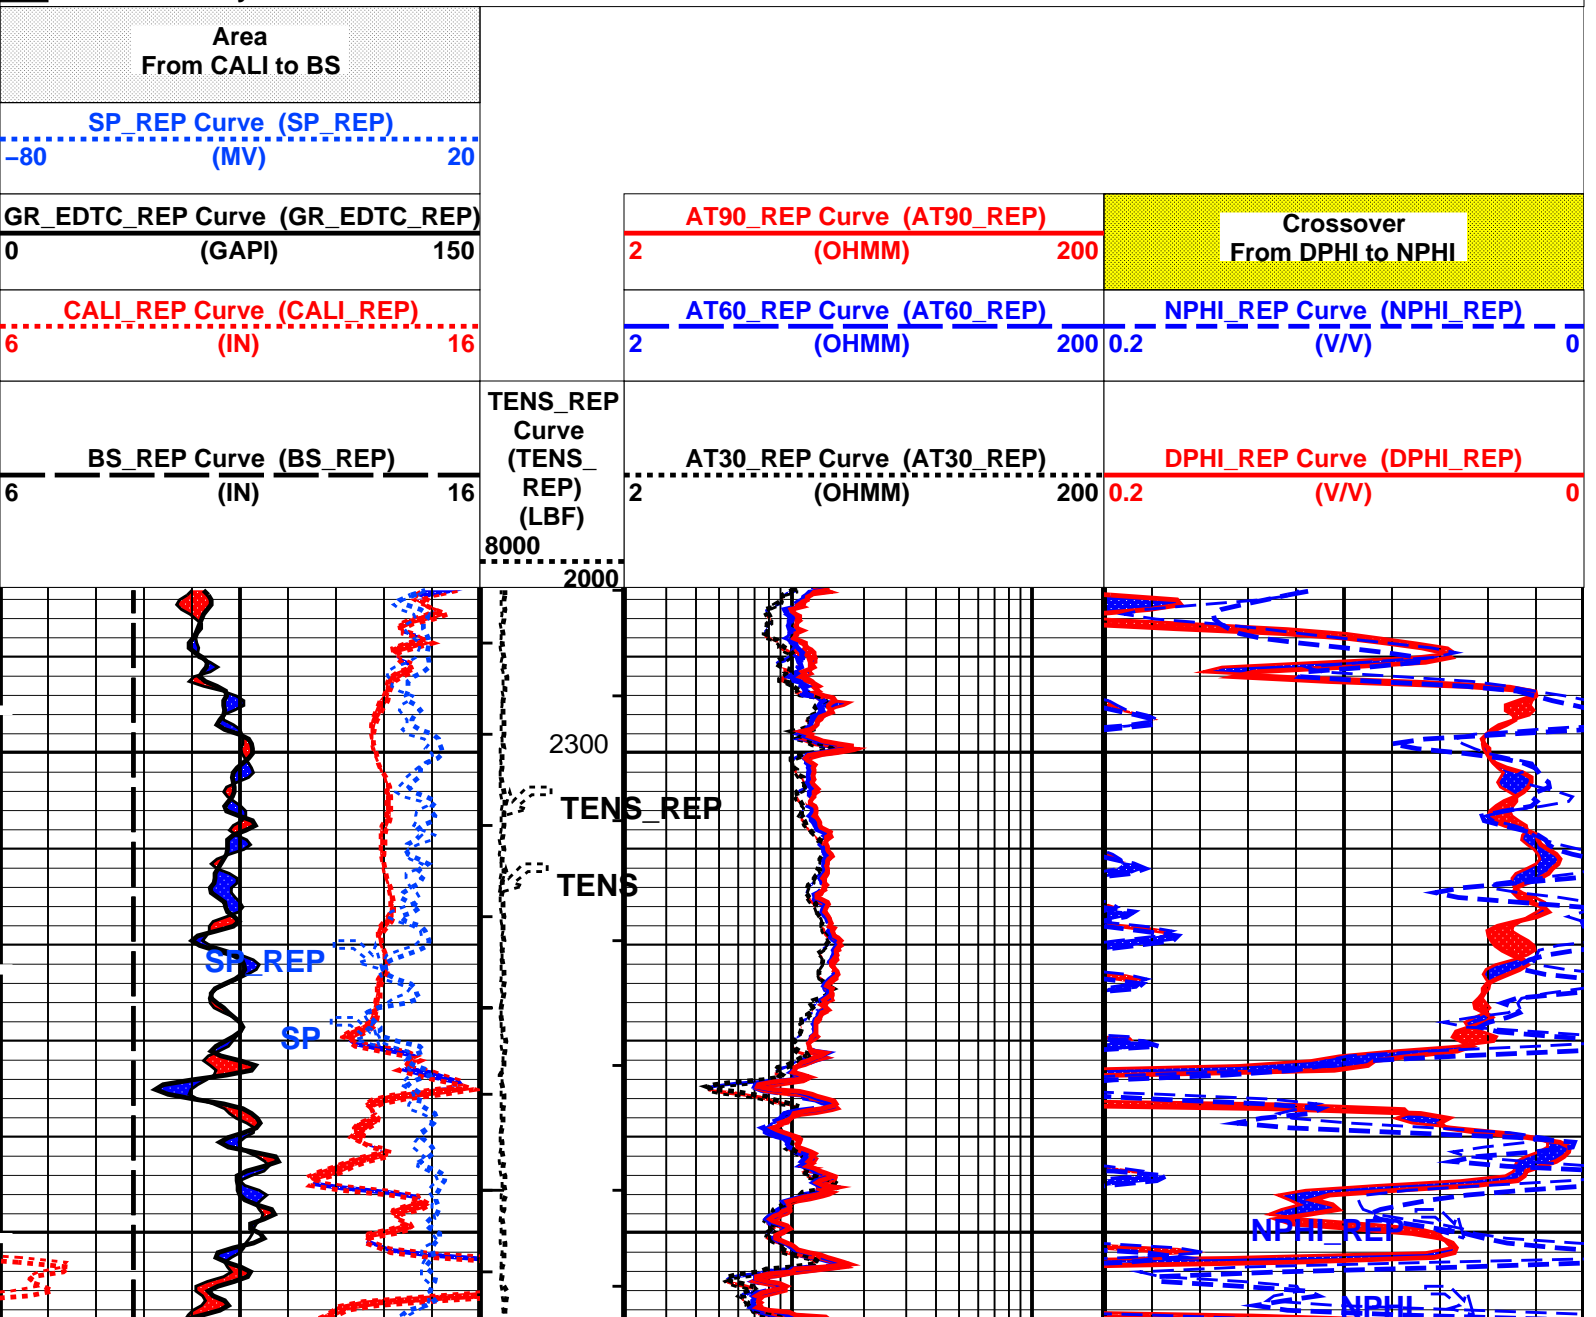 Area
From CALI to BS
SP_REP Curve (SP_REP)
−80 (MV) 20
GR_EDTC_REP Curve (GR_EDTC_REP)
0 (GAPI) 150
CALI_REP Curve (CALI_REP)
6 (IN) 16
BS_REP Curve (BS_REP)
6 (IN) 16
TENS_REP
Curve
(TENS_
REP)
(LBF)
8000
2000
AT90_REP Curve (AT90_REP)
2 (OHMM) 200
AT60_REP Curve (AT60_REP)
2 (OHMM) 200
AT30_REP Curve (AT30_REP)
2 (OHMM) 200
Crossover
From DPHI to NPHI
NPHI_REP Curve (NPHI_REP)
0.2 (V/V) 0
DPHI_REP Curve (DPHI_REP)
0.2 (V/V) 0
2300
TENS_REP
TENS
SP_REP
SP
NPHI_REP
NPHI